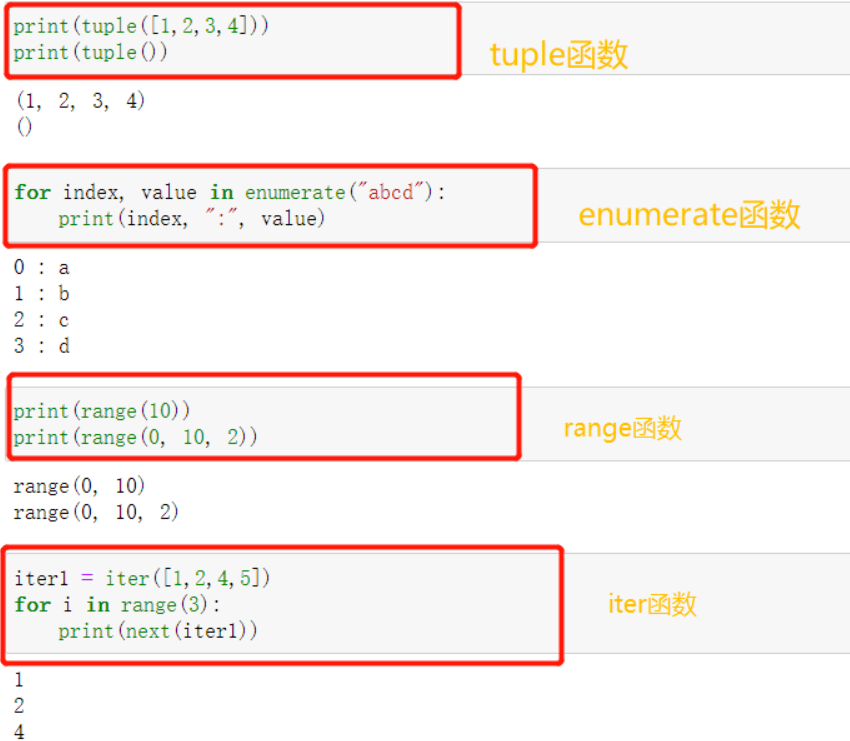 print(tuple([1,2,3,4]))
print(tuple())
tuple函数
(1, 2, 3, 4)
()
for index, value in enumerate("abcd"):
    print(index, ":", value)
enumerate函数
0 : a
1 : b
2 : c
3 : d
print(range(10))
print(range(0, 10, 2))
range函数
range(0, 10)
range(0, 10, 2)
iter1 = iter([1,2,4,5])
for i in range(3):
    print(next(iter1))
iter函数
1
2
4